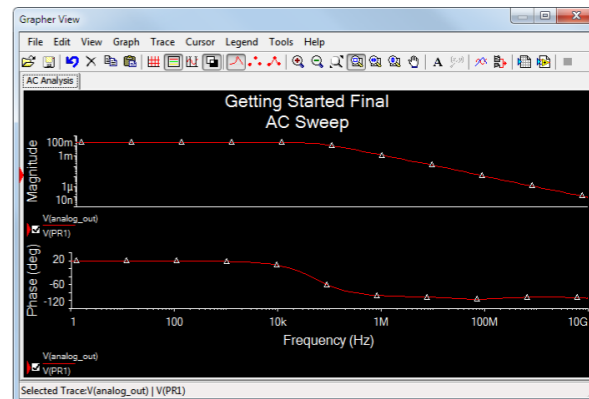 Grapher View
File Edit View Graph Trace Cursor Legend Tools Help
AC Analysis
Getting Started Final
AC Sweep
Magnitude
100m
1m
1µ
10n
V(analog_out)
V(PR1)
Phase (deg)
20
-60
-120
1 100 10k 1M 100M 10G
Frequency (Hz)
V(analog_out)
V(PR1)
Selected Trace:V(analog_out) | V(PR1)